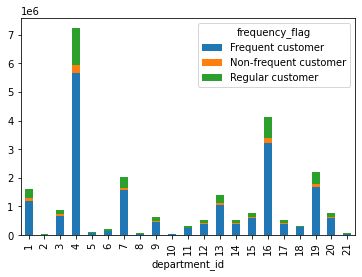 1e6
frequency_flag
Frequent customer
Non-frequent customer
Regular customer
7
6
5
4
3
2
1
0
1 2 3 4 5 6 7 8 9 10 11 12 13 14 15 16 17 18 19 20 21
department_id